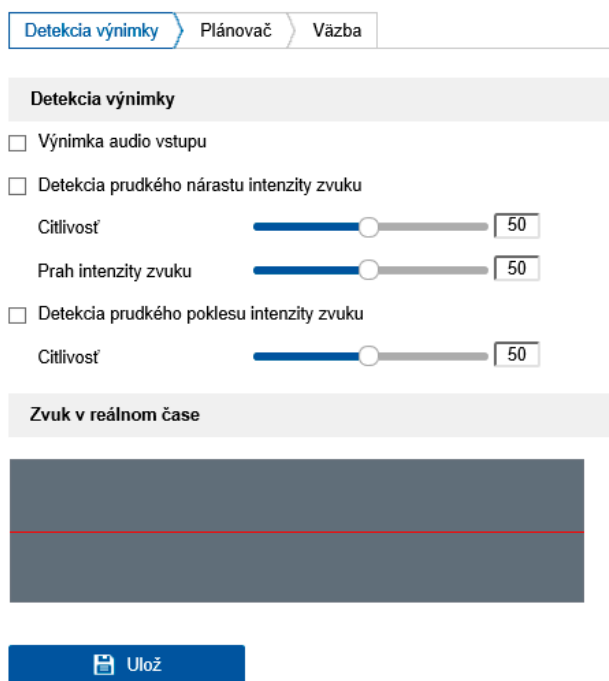 Detekcia výnimky Plánovač Väzba
Detekcia výnimky
Výnimka audio vstupu
Detekcia prudkého nárastu intenzity zvuku
Citlivosť 50
Prah intenzity zvuku 50
Detekcia prudkého poklesu intenzity zvuku
Citlivosť 50
Zvuk v reálnom čase
Ulož